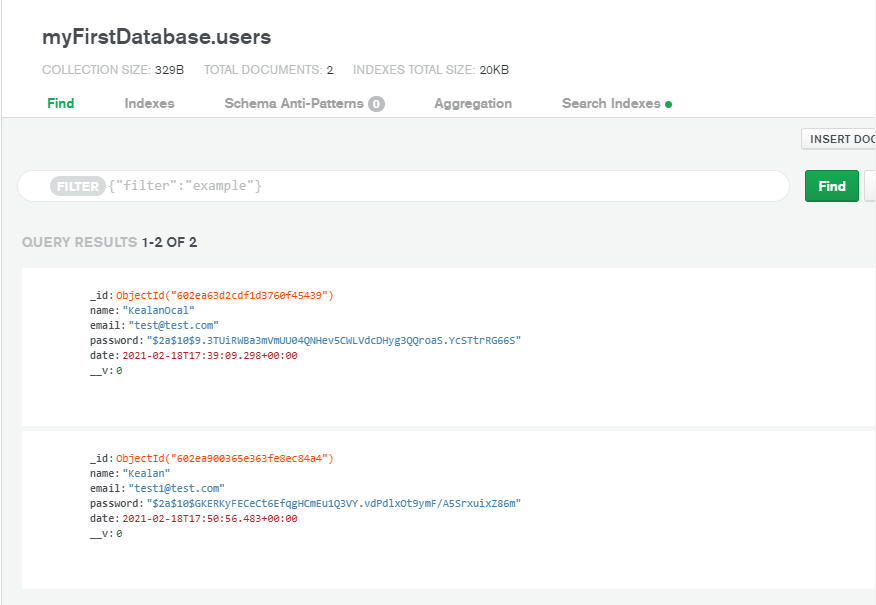 myFirstDatabase.users
COLLECTION SIZE: 329B TOTAL DOCUMENTS: 2 INDEXES TOTAL SIZE: 20KB
Find Indexes Schema Anti-Patterns 0 Aggregation Search Indexes
INSERT DOC
FILTER {"filter":"example"} Find
QUERY RESULTS 1-2 OF 2
_id: ObjectId("602ea63d2cdf1d3760f45439")
name: "KealanOcal"
email: "test@test.com"
password: "$2a$10$9.3TUiRWBa3mVmUU04QNHev5CWLVdcDHyg3QQroaS.YcSTtrRG66S"
date: 2021-02-18T17:39:09.298+00:00
__v: 0
_id: ObjectId("602ea900365e363fe8ec84a4")
name: "Kealan"
email: "test1@test.com"
password: "$2a$10$GKERKyFECeCt6EfqgHCmEu1Q3VY.vdPdlxOt9ymF/A5SrxuixZ86m"
date: 2021-02-18T17:50:56.483+00:00
__v: 0